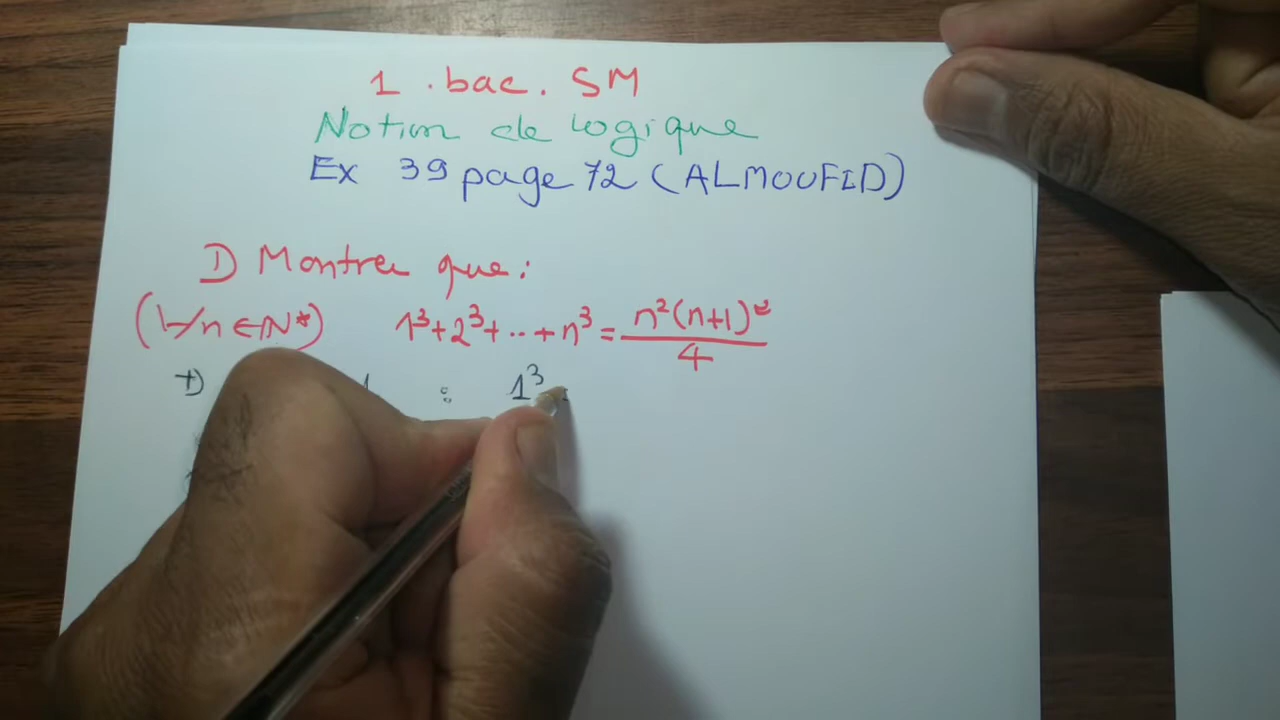 1 . bac . SM
Notion de logique
Ex 39 page 72 (ALMOUFID)
1) Montrer que :
(∀n ∈ N*) 1³+2³+...+n³ = n²(n+1)²/4
: 1³ =